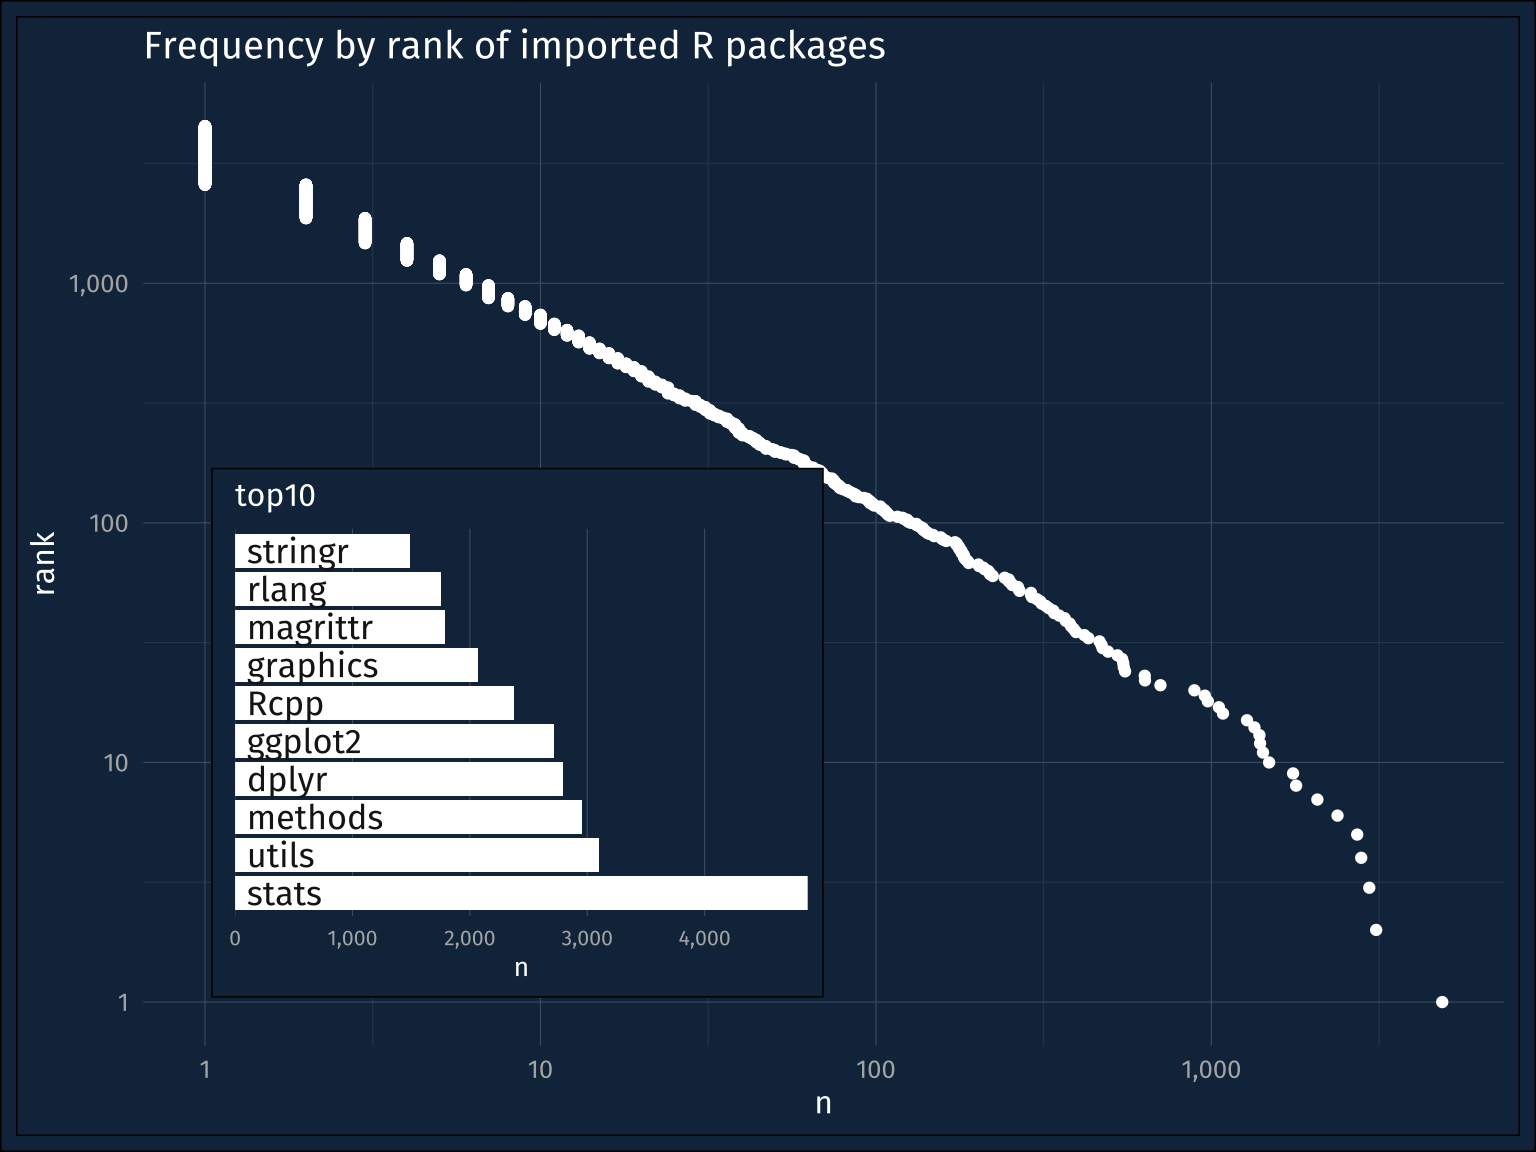 Frequency by rank of imported R packages
rank
1,000
100
10
1
top10
stringr
rlang
magrittr
graphics
Rcpp
ggplot2
dplyr
methods
utils
stats
0 1,000 2,000 3,000 4,000
n
1 10 100 1,000
n